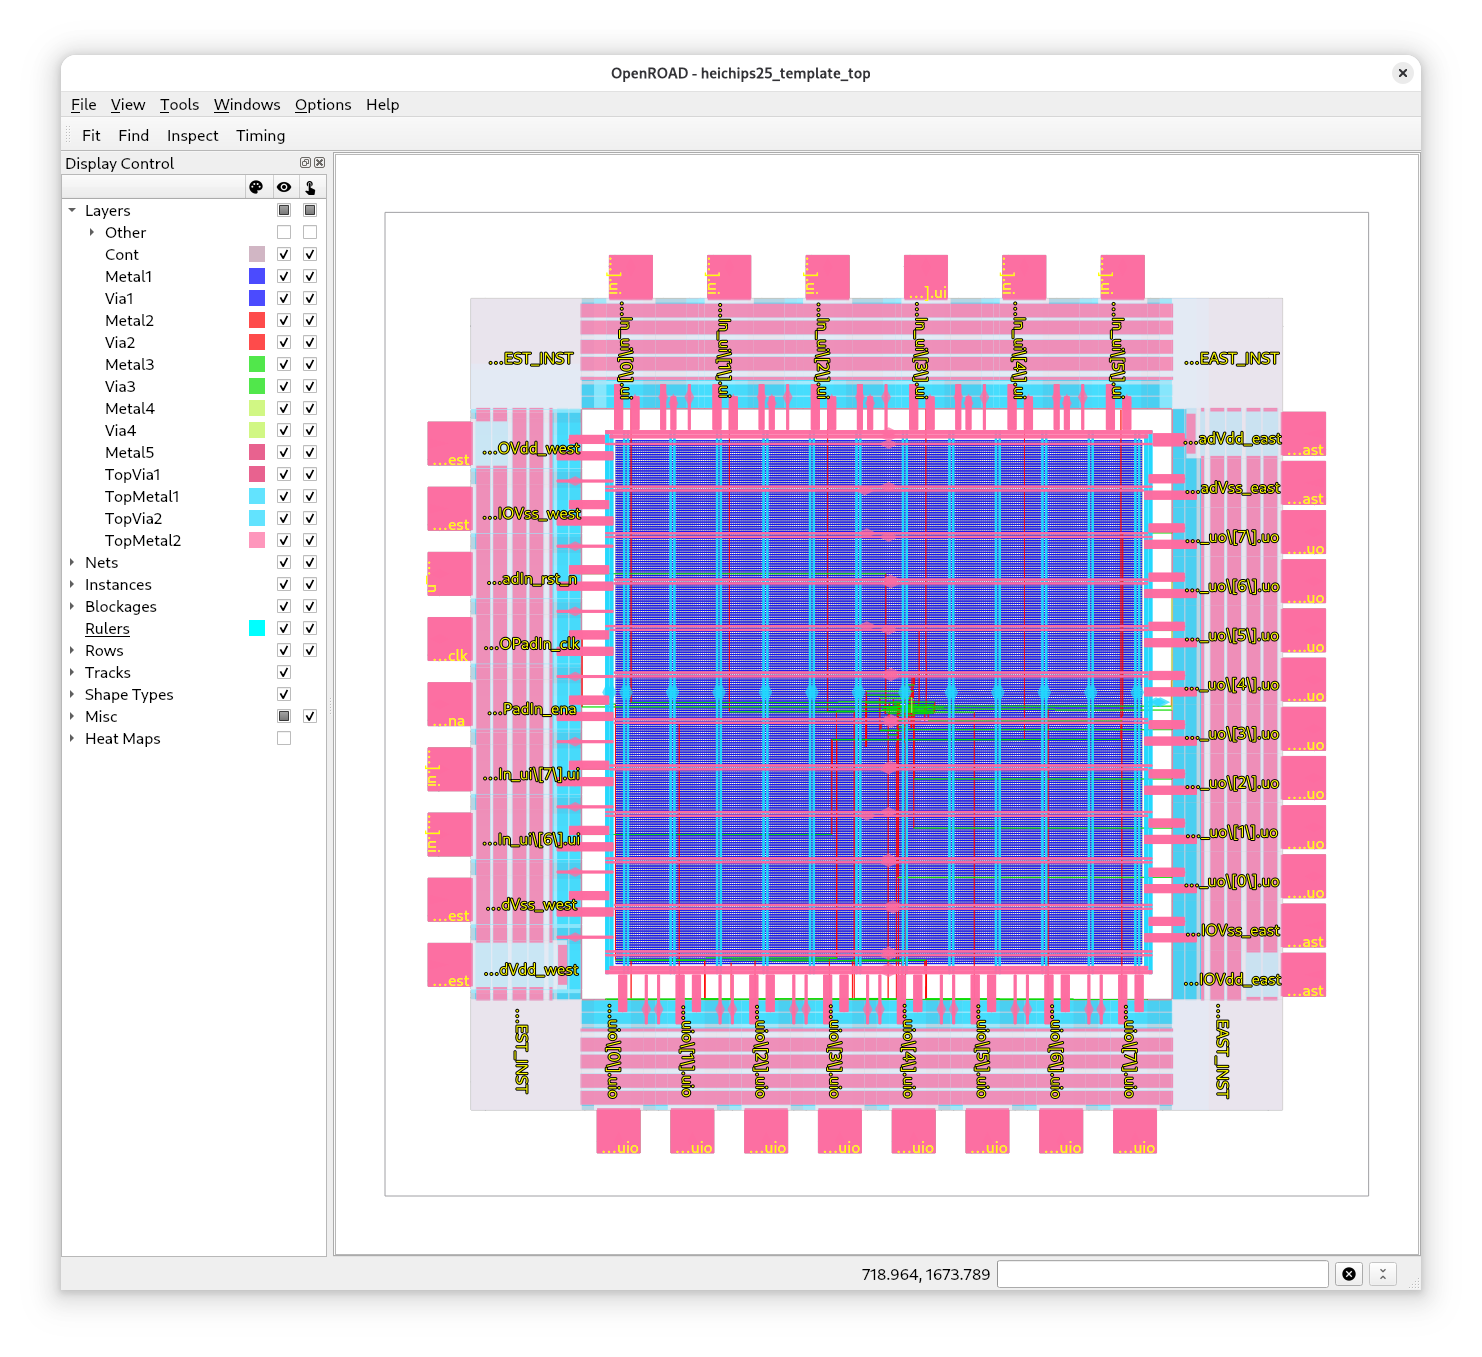 OpenROAD - heichips25_template_top
File View Tools Windows Options Help
Fit Find Inspect Timing
Display Control
Layers
Other
Cont
Metal1
Via1
Metal2
Via2
Metal3
Via3
Metal4
Via4
Metal5
TopVia1
TopMetal1
TopVia2
TopMetal2
Nets
Instances
Blockages
Rulers
Rows
Tracks
Shape Types
Misc
Heat Maps
...].ui
...].ui
...].ui
...].ui
...].ui
...].ui
...In_ui\[0\].ui
...In_ui\[1\].ui
...In_ui\[2\].ui
...In_ui\[3\].ui
...In_ui\[4\].ui
...In_ui\[5\].ui
...EST_INST
...EAST_INST
...est
...OVdd_west
...est
...IOVss_west
...adIn_rst_n
...clk
...OPadIn_clk
...na
...PadIn_ena
...].ui
...In_ui\[7\].ui
...].ui
...In_ui\[6\].ui
...est
...dVss_west
...est
...dVdd_west
...adVdd_east
...ast
...adVss_east
...ast
..._uo\[7\].uo
....uo
..._uo\[6\].uo
....uo
..._uo\[5\].uo
....uo
..._uo\[4\].uo
....uo
..._uo\[3\].uo
....uo
..._uo\[2\].uo
....uo
..._uo\[1\].uo
....uo
..._uo\[0\].uo
....uo
...IOVss_east
...ast
...IOVdd_east
...ast
...EST_INST
...uio\[0\].uio
...uio\[1\].uio
...uio\[2\].uio
...uio\[3\].uio
...uio\[4\].uio
...uio\[5\].uio
...uio\[6\].uio
...uio\[7\].uio
...EAST_INST
...uio
...uio
...uio
...uio
...uio
...uio
...uio
...uio
718.964, 1673.789